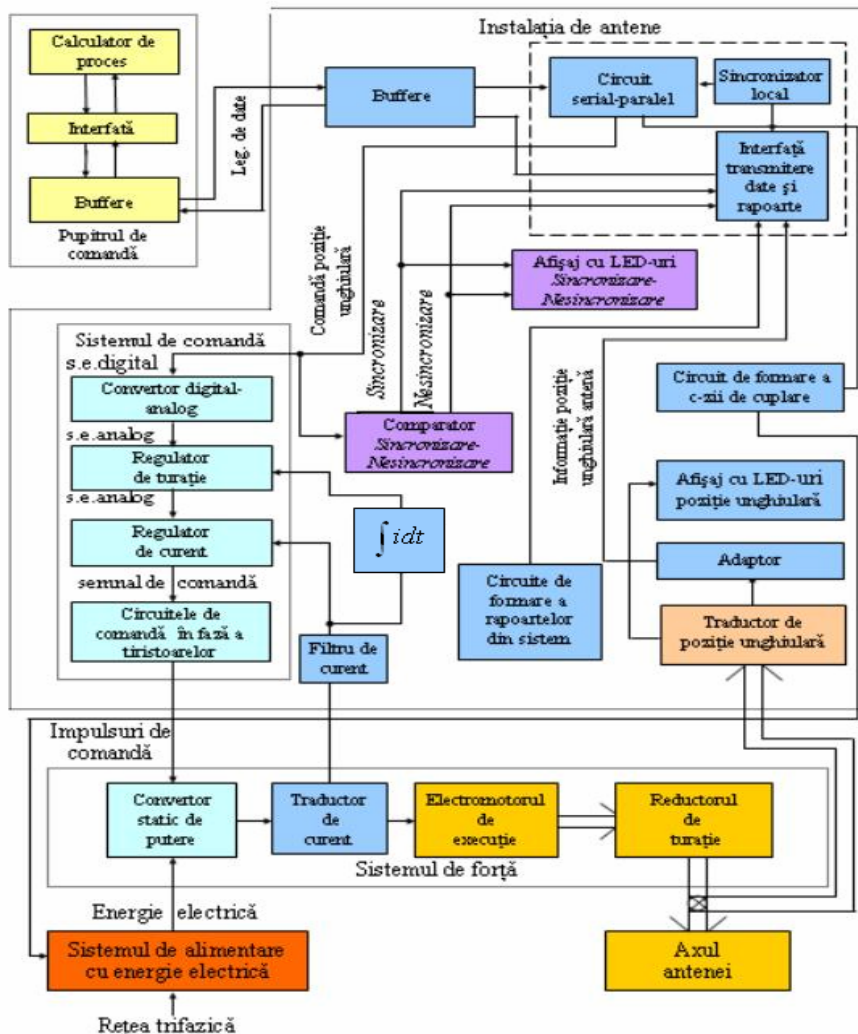 Calculator de
proces
Interfată
Buffere
Pupitrul de
comandă
Leg. de date
Buffere
Instalația de antene
Circuit
serial-paralel
Sincronizator
local
Interfață
transmitere
date și
rapoarte
Comandă poziție
unghiulară
Sincronizare
Nesincronizare
Afișaj cu LED-uri
Sincronizare-
Nesincronizare
Sistemul de comandă
s.e.digital
Convertor digital-
analog
s.e.analog
Regulator
de turație
s.e.analog
Regulator
de curent
semnal de comandă
Circuitele de
comandă în fază a
tiristoarelor
Comparator
Sincronizare-
Nesincronizare
∫ idt
Filtru de
curent
Informație poziție
unghiulară antenă
Circuite de
formare a
rapoartelor
din sistem
Circuit de formare a
c-zii de cuplare
Afișaj cu LED-uri
poziție unghiulară
Adaptor
Traductor de
poziție unghiulară
Impulsuri de
comandă
Convertor
static de
putere
Traductor
de
curent
Electromotorul
de
execuție
Reductorul
de
turație
Sistemul de forță
Energie electrică
Sistemul de alimentare
cu energie electrică
Axul
antenei
Rețea trifazică